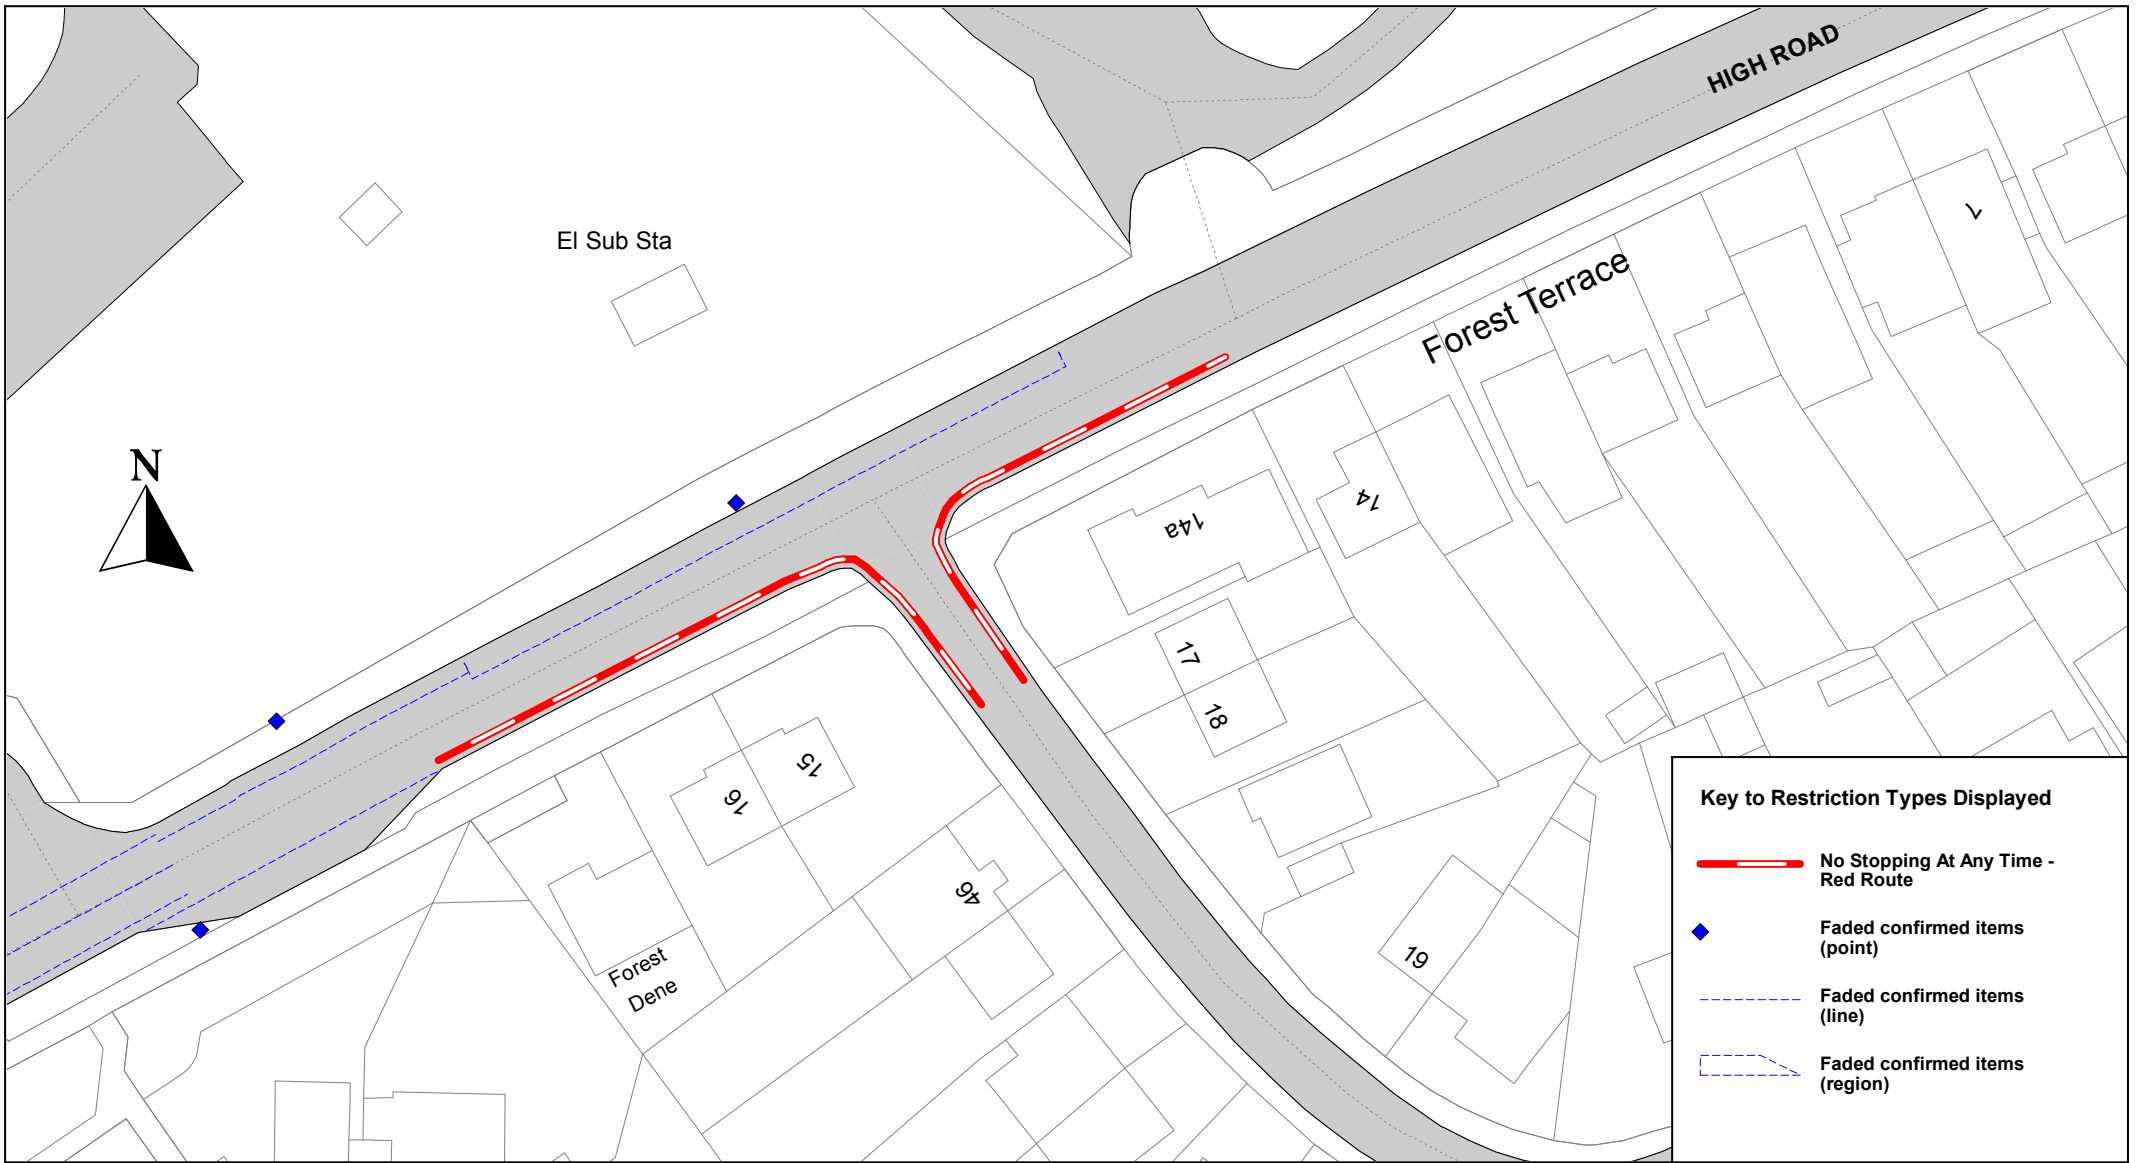 HIGH ROAD
El Sub Sta
Forest Terrace
N
7
14a
74
17
18
15
16
46
19
Forest
Dene
Key to Restriction Types Displayed
No Stopping At Any Time -
Red Route
Faded confirmed items
(point)
Faded confirmed items
(line)
Faded confirmed items
(region)